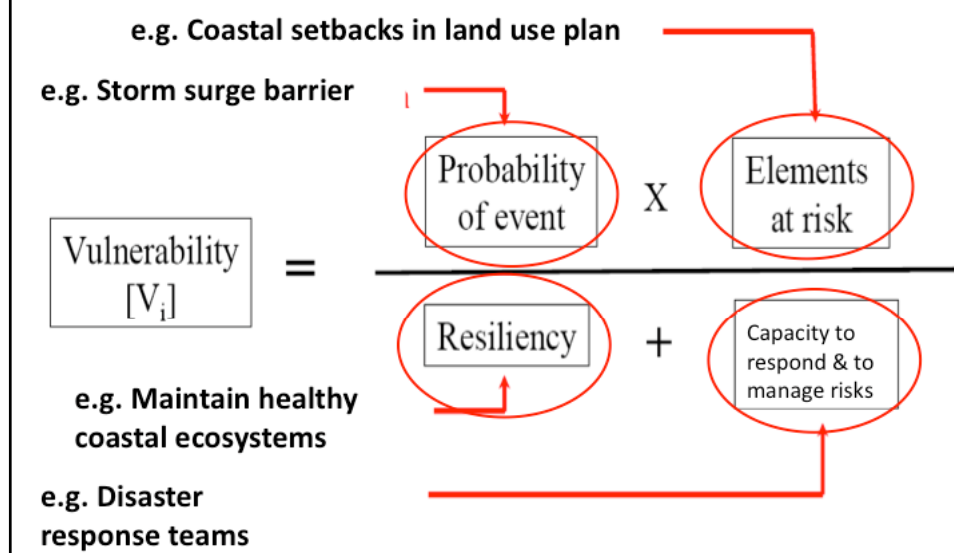 e.g. Coastal setbacks in land use plan
e.g. Storm surge barrier
Probability
of event
X
Elements
at risk
Vulnerability
[Vi]
=
Resiliency
+
Capacity to
respond & to
manage risks
e.g. Maintain healthy
coastal ecosystems
e.g. Disaster
response teams